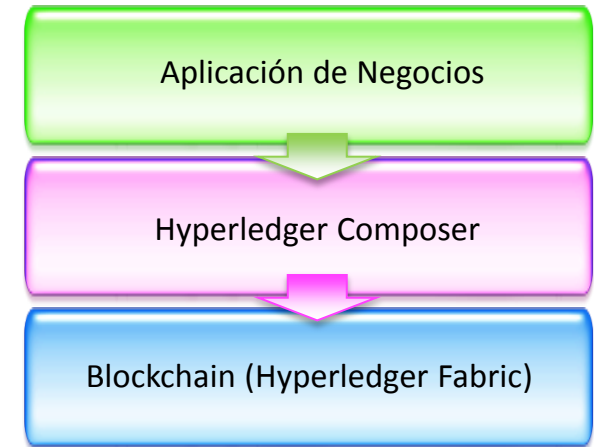 Aplicación de Negocios
Hyperledger Composer
Blockchain (Hyperledger Fabric)